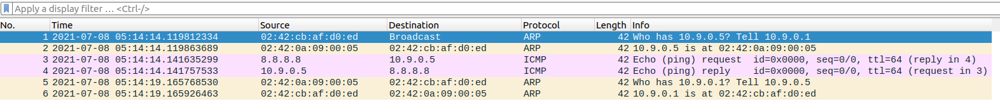 Apply a display filter … <Ctrl-/>
No. Time Source Destination Protocol Length Info
1 2021-07-08 05:14:14.119812334 02:42:cb:af:d0:ed Broadcast ARP 42 Who has 10.9.0.5? Tell 10.9.0.1
2 2021-07-08 05:14:14.119863689 02:42:0a:09:00:05 02:42:cb:af:d0:ed ARP 42 10.9.0.5 is at 02:42:0a:09:00:05
3 2021-07-08 05:14:14.141635299 8.8.8.8 10.9.0.5 ICMP 42 Echo (ping) request id=0x0000, seq=0/0, ttl=64 (reply in 4)
4 2021-07-08 05:14:14.141757533 10.9.0.5 8.8.8.8 ICMP 42 Echo (ping) reply id=0x0000, seq=0/0, ttl=64 (request in 3)
5 2021-07-08 05:14:19.165768530 02:42:0a:09:00:05 02:42:cb:af:d0:ed ARP 42 Who has 10.9.0.1? Tell 10.9.0.5
6 2021-07-08 05:14:19.165926463 02:42:cb:af:d0:ed 02:42:0a:09:00:05 ARP 42 10.9.0.1 is at 02:42:cb:af:d0:ed